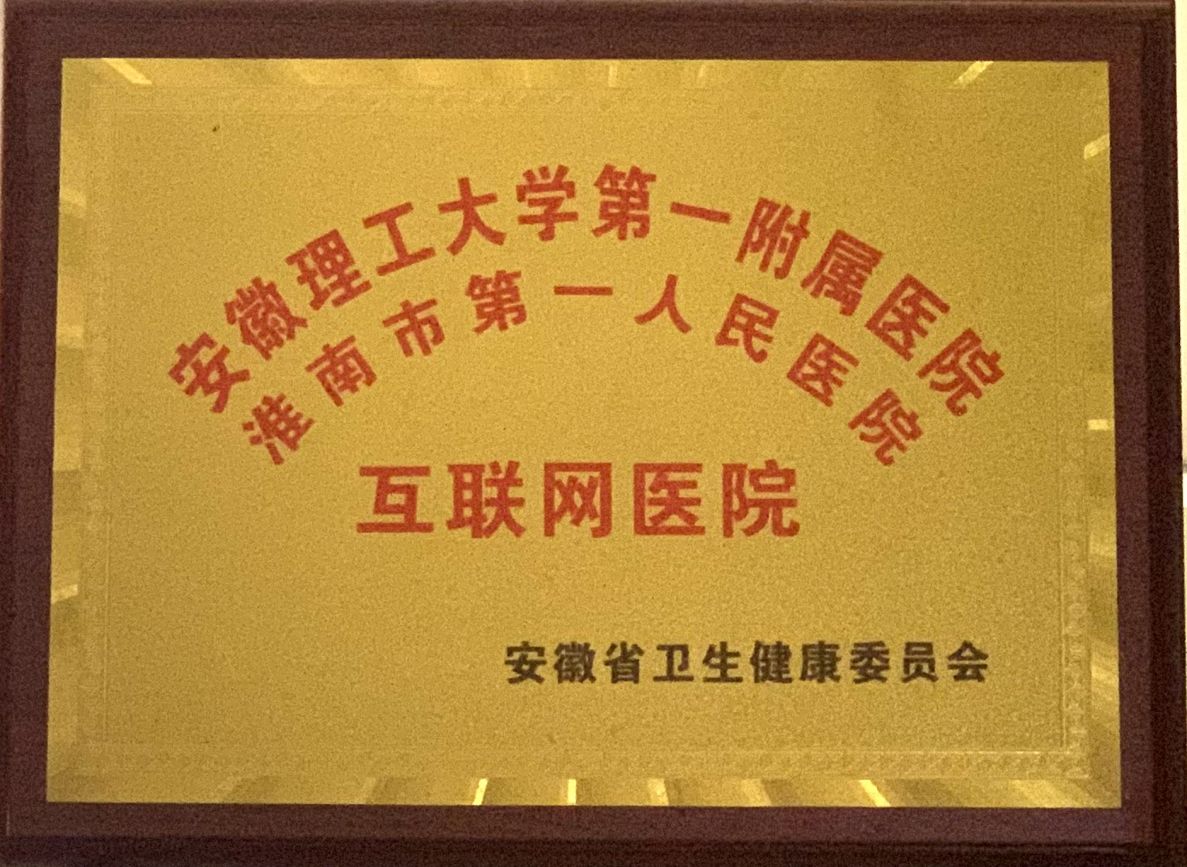 安徽理工大学第一附属医院
淮南市第一人民医院
互联网医院
安徽省卫生健康委员会